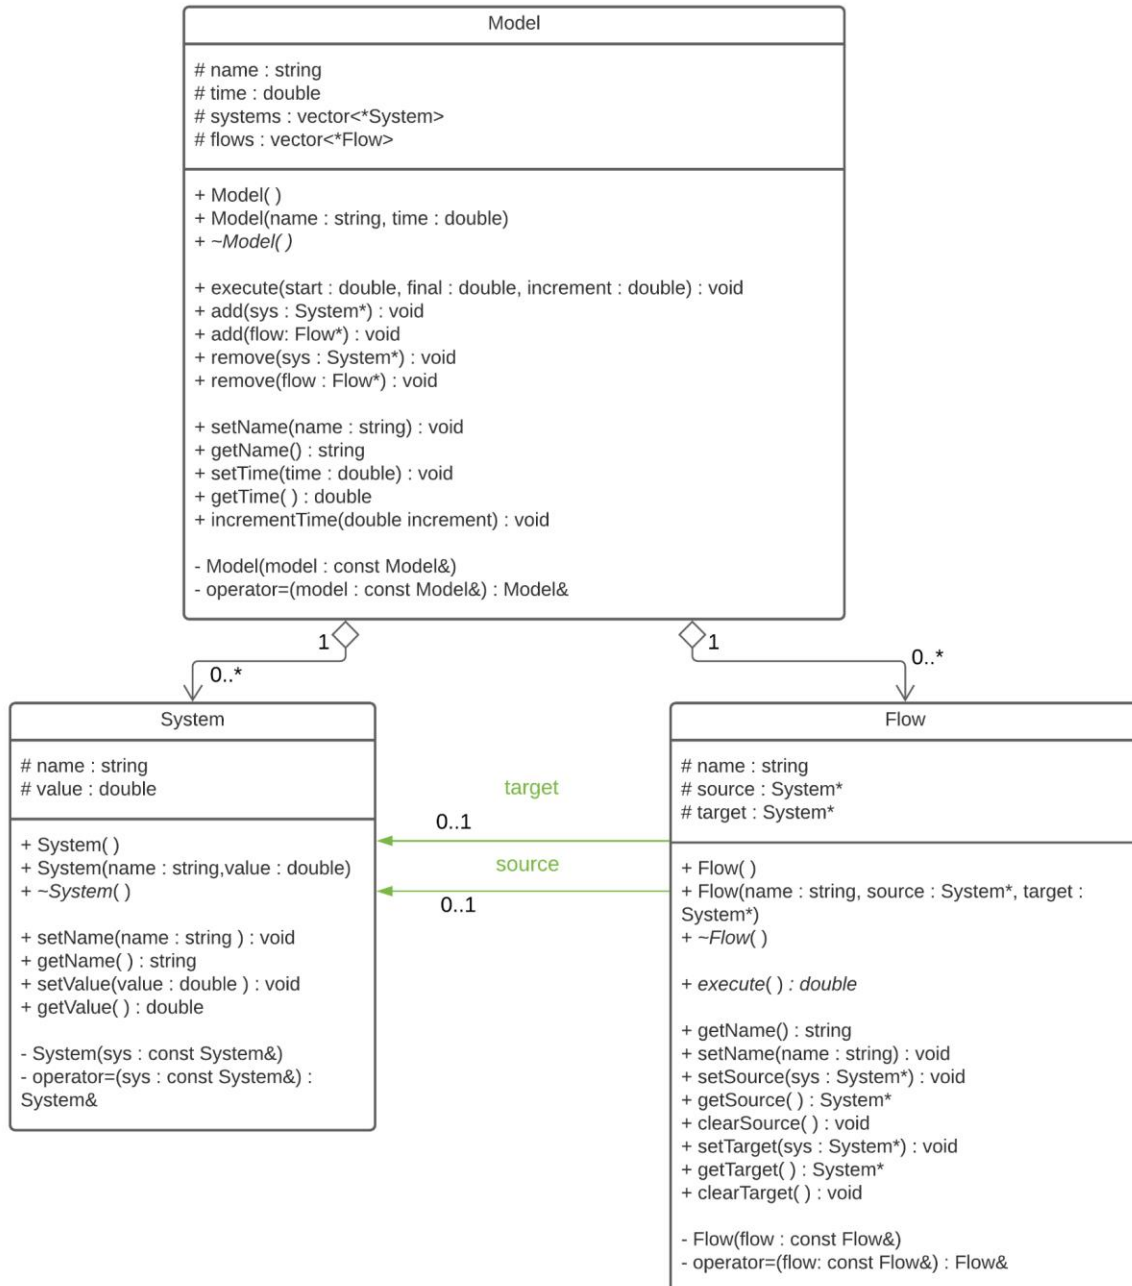 Model
# name : string
# time : double
# systems : vector<*System>
# flows : vector<*Flow>
+ Model( )
+ Model(name : string, time : double)
+ ~Model( )
+ execute(start : double, final : double, increment : double) : void
+ add(sys : System*) : void
+ add(flow: Flow*) : void
+ remove(sys : System*) : void
+ remove(flow : Flow*) : void
+ setName(name : string) : void
+ getName() : string
+ setTime(time : double) : void
+ getTime( ) : double
+ incrementTime(double increment) : void
- Model(model : const Model&)
- operator=(model : const Model&) : Model&
1
1
0..*
0..*
System
# name : string
# value : double
+ System( )
+ System(name : string,value : double)
+ ~System( )
+ setName(name : string ) : void
+ getName( ) : string
+ setValue(value : double ) : void
+ getValue( ) : double
- System(sys : const System&)
- operator=(sys : const System&) :
System&
target
0..1
source
0..1
Flow
# name : string
# source : System*
# target : System*
+ Flow( )
+ Flow(name : string, source : System*, target :
System*)
+ ~Flow( )
+ execute( ) : double
+ getName() : string
+ setName(name : string) : void
+ setSource(sys : System*) : void
+ getSource( ) : System*
+ clearSource( ) : void
+ setTarget(sys : System*) : void
+ getTarget( ) : System*
+ clearTarget( ) : void
- Flow(flow : const Flow&)
- operator=(flow: const Flow&) : Flow&